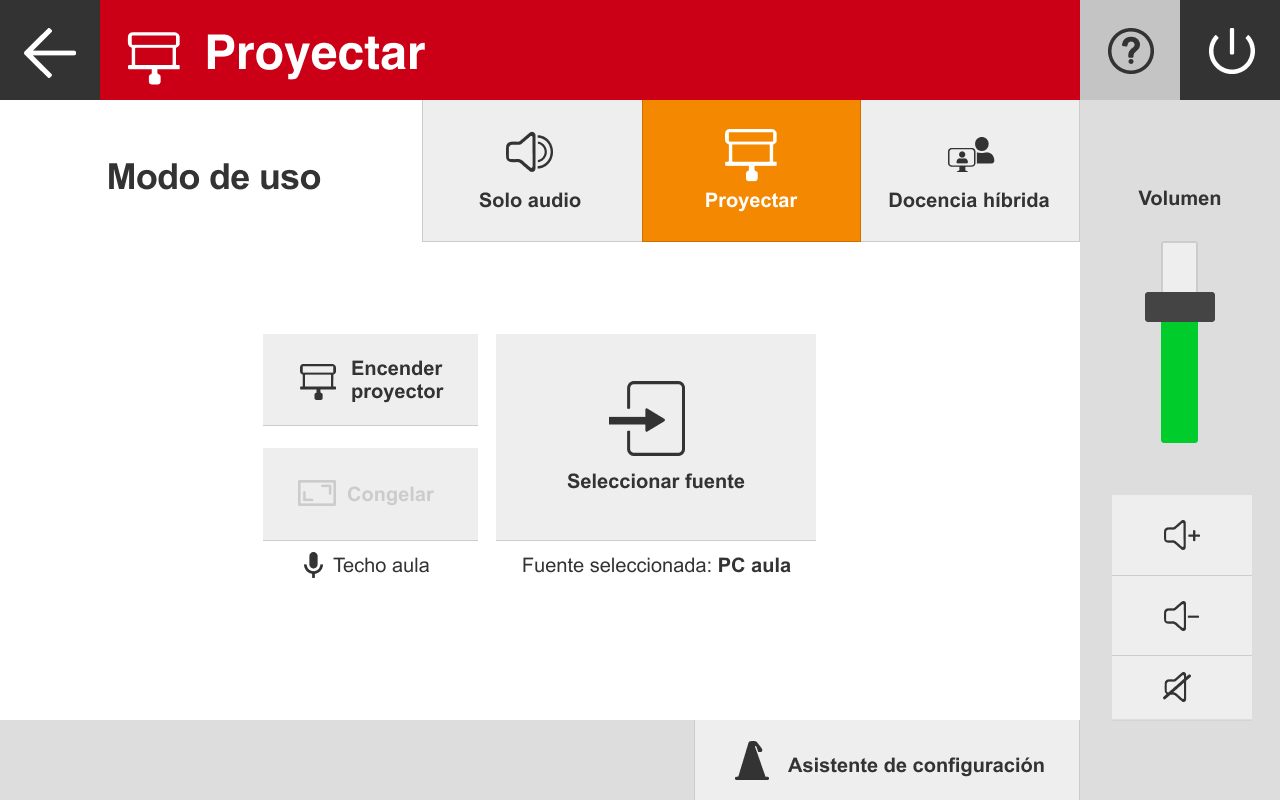 Proyectar
?
Modo de uso
Solo audio
Proyectar
Docencia híbrida
Volumen
Encender
proyector
Congelar
Seleccionar fuente
Techo aula
Fuente seleccionada: PC aula
Asistente de configuración